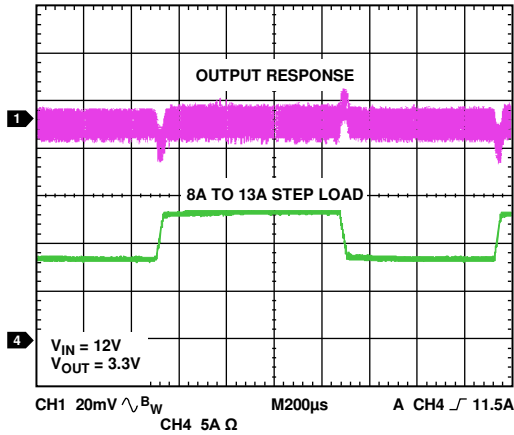 OUTPUT RESPONSE
1
8A TO 13A STEP LOAD
4
VIN = 12V
VOUT = 3.3V
CH1 20mV BW M200µs A CH4 11.5A
CH4 5A Ω